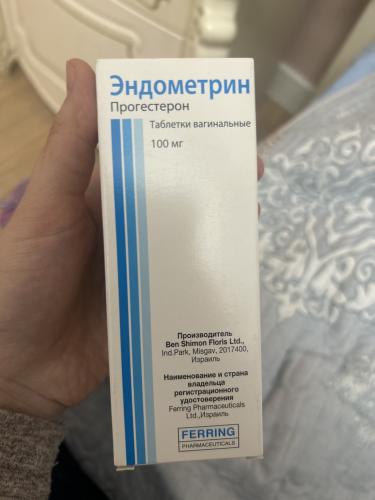 Эндометрин
Прогестерон
Таблетки вагинальные
100 мг
Производитель
Ben Shimon Floris Ltd.,
Ind.Park, Misgav, 2017400,
Израиль
Наименование и страна
владельца
регистрационного
удостоверения
Ferring Pharmaceuticals
Ltd.,Израиль
FERRING
PHARMACEUTICALS